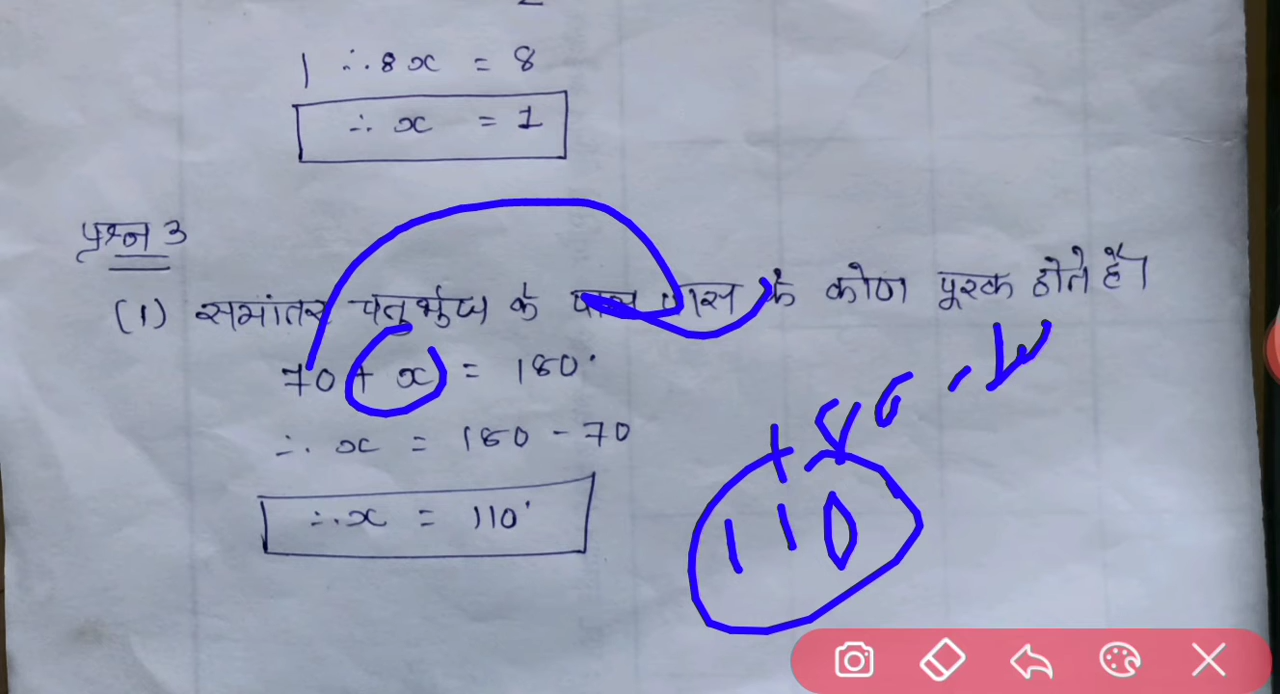 ∴ 8x = 8
∴ x = 1
प्रश्न 3
(1) समांतर चतुर्भुज के पास के कोण पूरक होते हैं।
70 + x = 180°
∴ x = 180 - 70
∴ x = 110°
110